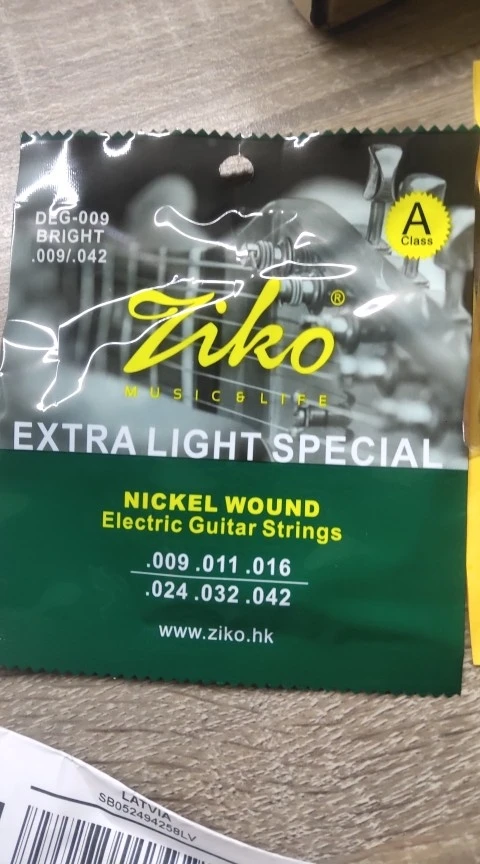 DEG-009
BRIGHT
.009/.042
A
Class
Ziko®
MUSIC & LIFE
EXTRA LIGHT SPECIAL
NICKEL WOUND
Electric Guitar Strings
.009 .011 .016
.024 .032 .042
www.ziko.hk
LATVIA
SB052494258LV